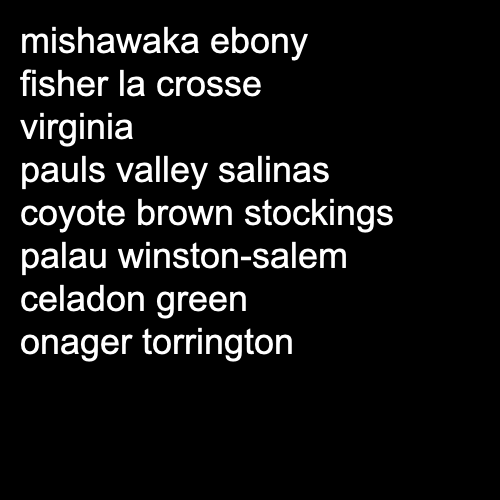 mishawaka ebony
fisher la crosse
virginia
pauls valley salinas
coyote brown stockings
palau winston-salem
celadon green
onager torrington